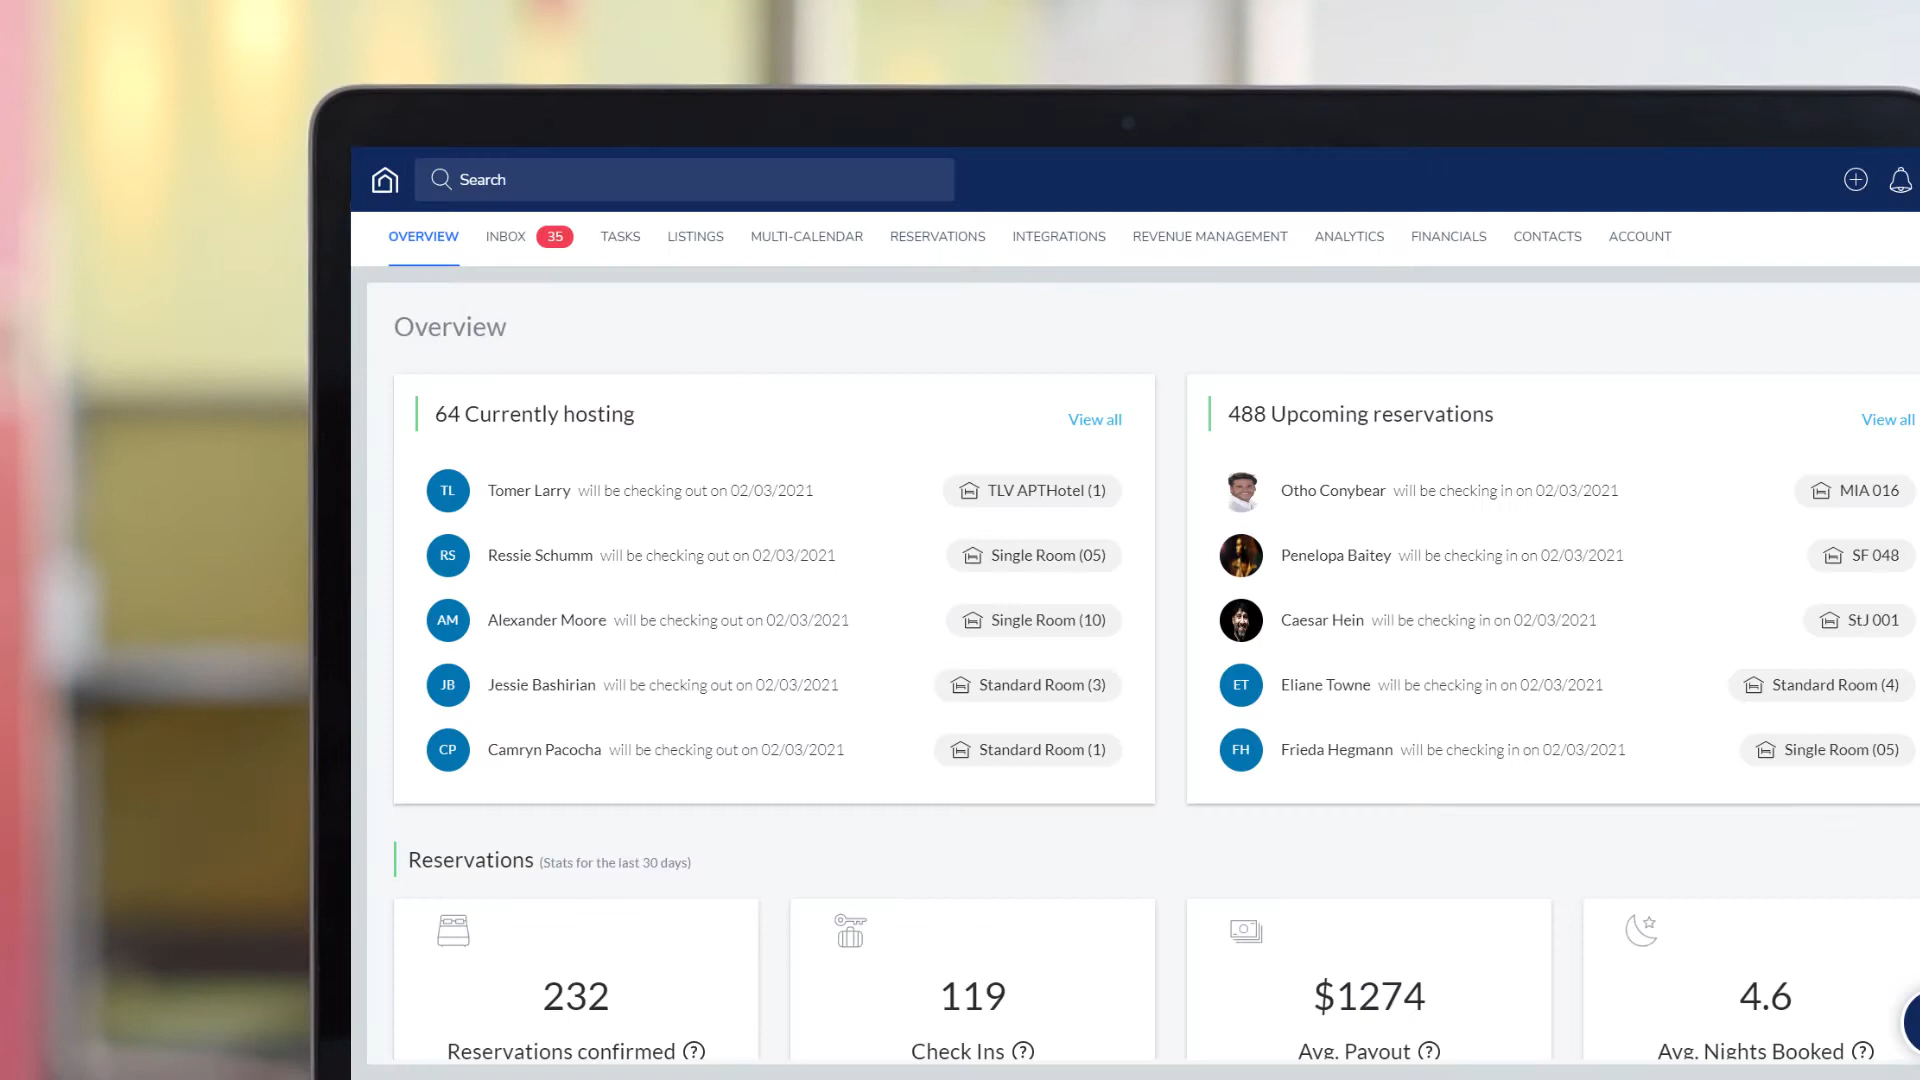 Search
OVERVIEW INBOX 35 TASKS LISTINGS MULTI-CALENDAR RESERVATIONS INTEGRATIONS REVENUE MANAGEMENT ANALYTICS FINANCIALS CONTACTS ACCOUNT
Overview
64 Currently hosting View all
TL Tomer Larry will be checking out on 02/03/2021 TLV APTHotel (1)
RS Ressie Schumm will be checking out on 02/03/2021 Single Room (05)
AM Alexander Moore will be checking out on 02/03/2021 Single Room (10)
JB Jessie Bashirian will be checking out on 02/03/2021 Standard Room (3)
CP Camryn Pacocha will be checking out on 02/03/2021 Standard Room (1)
488 Upcoming reservations View all
Otho Conybear will be checking in on 02/03/2021 MIA 016
Penelopa Baitey will be checking in on 02/03/2021 SF 048
Caesar Hein will be checking in on 02/03/2021 StJ 001
ET Eliane Towne will be checking in on 02/03/2021 Standard Room (4)
FH Frieda Hegmann will be checking in on 02/03/2021 Single Room (05)
Reservations (Stats for the last 30 days)
232
Reservations confirmed ?
119
Check Ins ?
$1274
Avg. Payout ?
4.6
Avg. Nights Booked ?